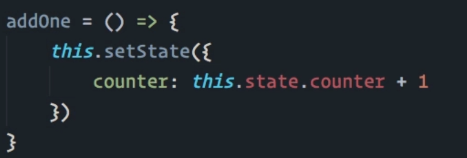 addOne = () => {
    this.setState({
        counter: this.state.counter + 1
    })
}